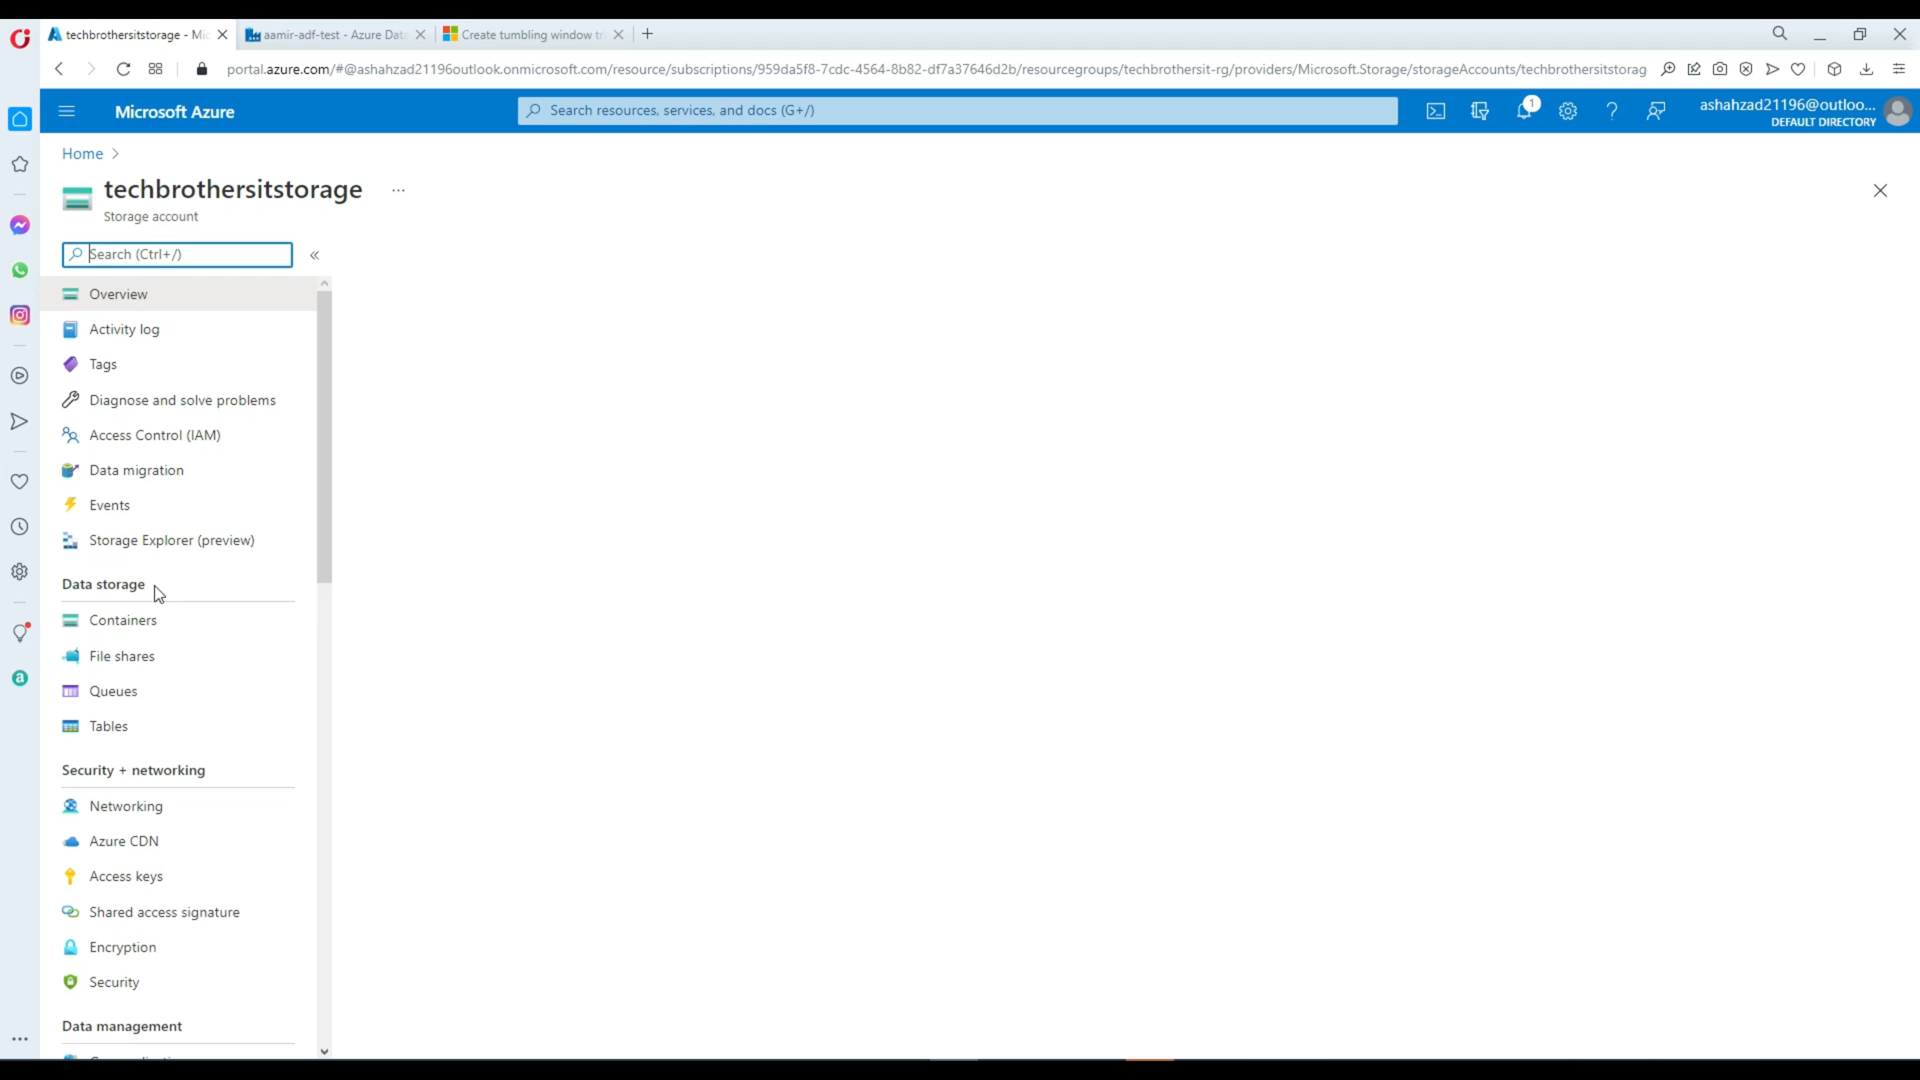 techbrothersitstorage - Mic
aamir-adf-test - Azure Data
Create tumbling window tr
portal.azure.com/#@ashahzad21196outlook.onmicrosoft.com/resource/subscriptions/959da5f8-7cdc-4564-8b82-df7a37646d2b/resourcegroups/techbrothersit-rg/providers/Microsoft.Storage/storageAccounts/techbrothersitstorag
Microsoft Azure
Search resources, services, and docs (G+/)
1
ashahzad21196@outloo...
DEFAULT DIRECTORY
Home >
techbrothersitstorage ...
Storage account
Search (Ctrl+/)
«
Overview
Activity log
Tags
Diagnose and solve problems
Access Control (IAM)
Data migration
Events
Storage Explorer (preview)
Data storage
Containers
File shares
Queues
Tables
Security + networking
Networking
Azure CDN
Access keys
Shared access signature
Encryption
Security
Data management